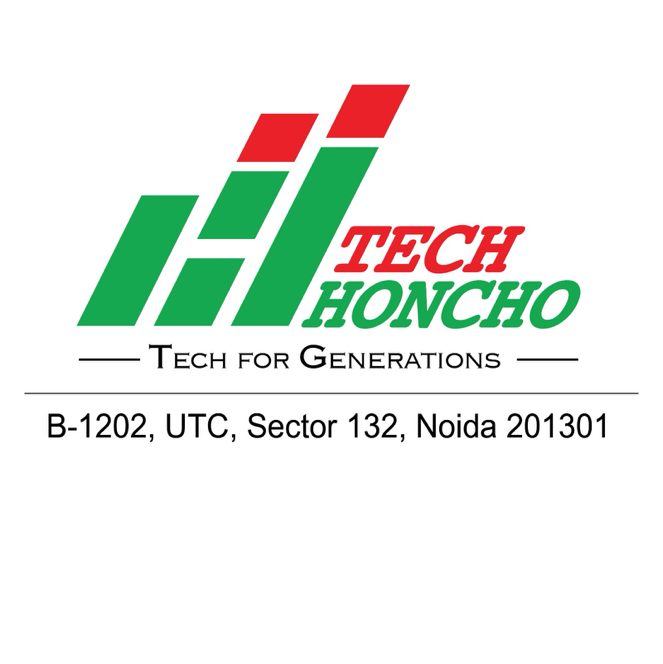 TECH
HONCHO
TECH FOR GENERATIONS
B-1202, UTC, Sector 132, Noida 201301